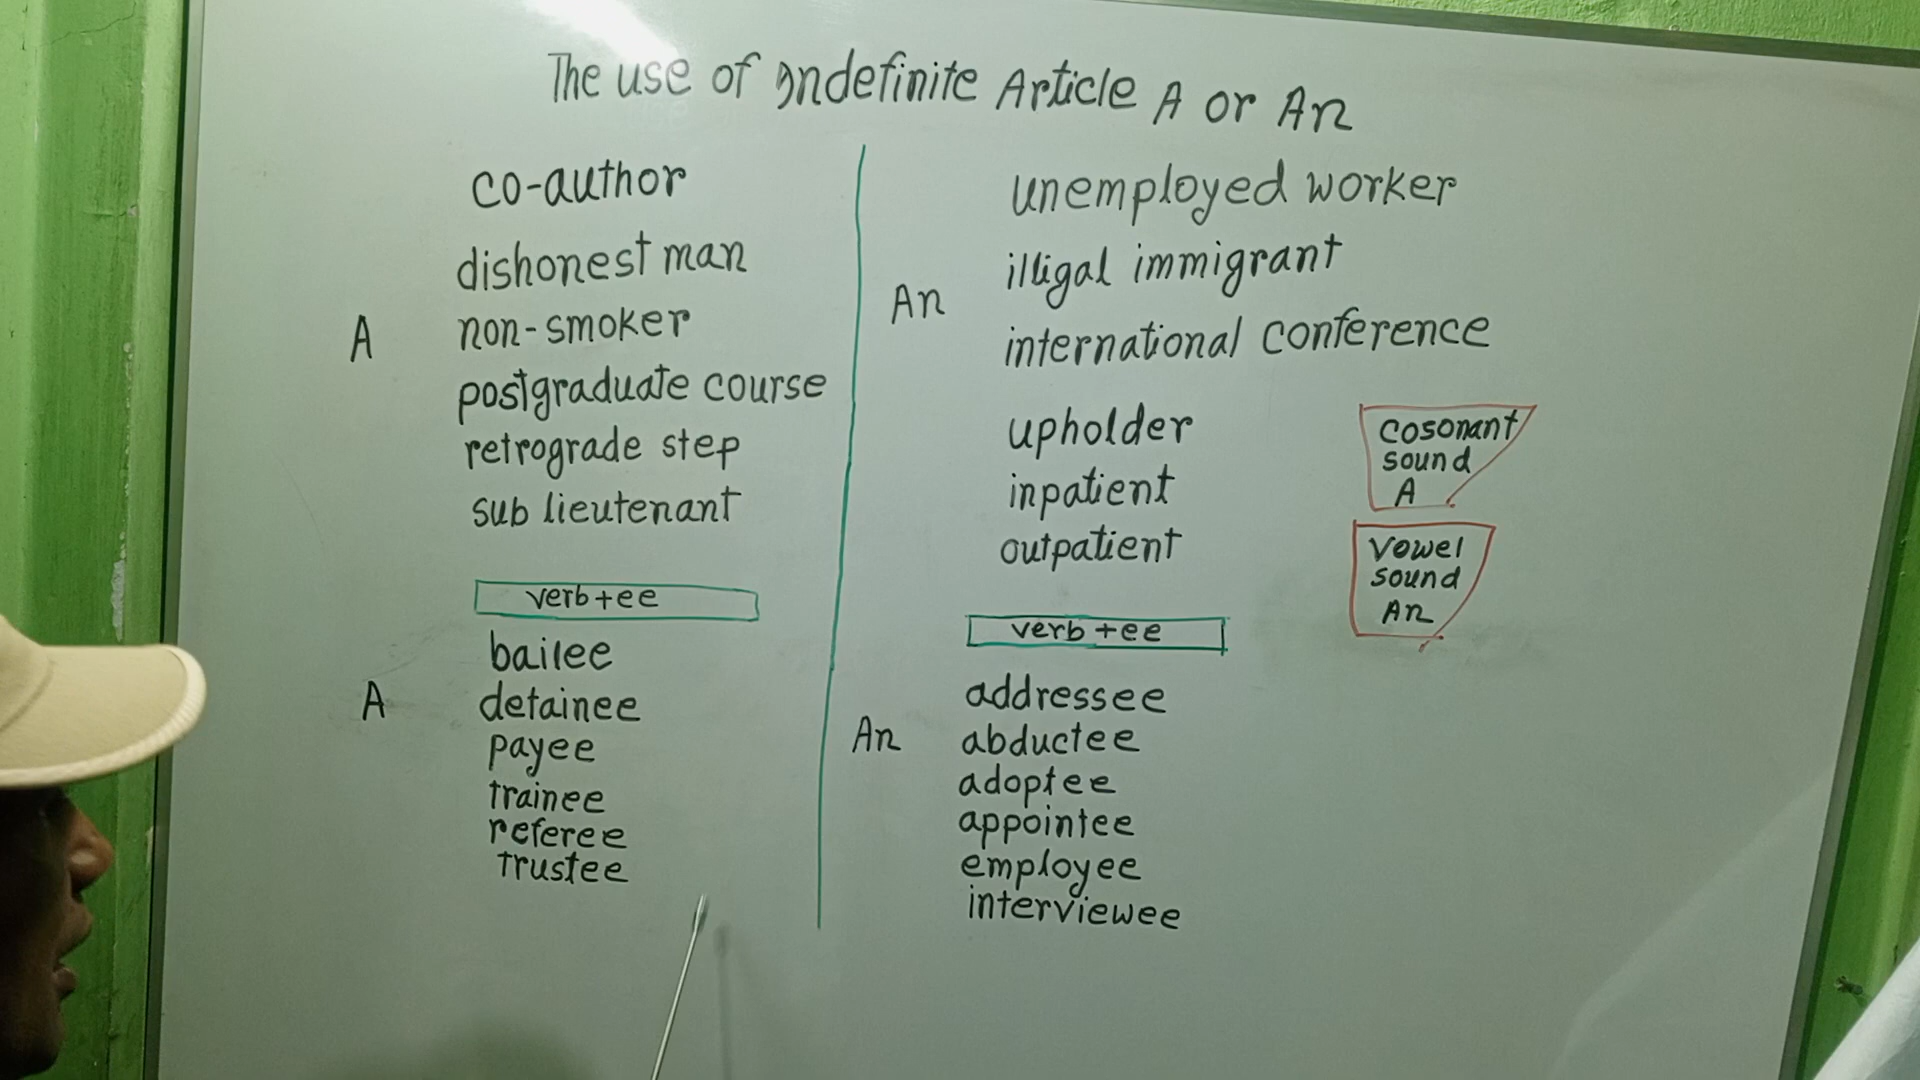 The use of Indefinite Article A or An
co-author
dishonest man
A
non-smoker
postgraduate course
retrograde step
sub lieutenant
verb+ee
bailee
A
detainee
payee
trainee
referee
trustee
unemployed worker
illigal immigrant
An
international conference
upholder
inpatient
outpatient
cosonant
sound
A
vowel
sound
An
verb +ee
addressee
An
abductee
adoptee
appointee
employee
interviewee